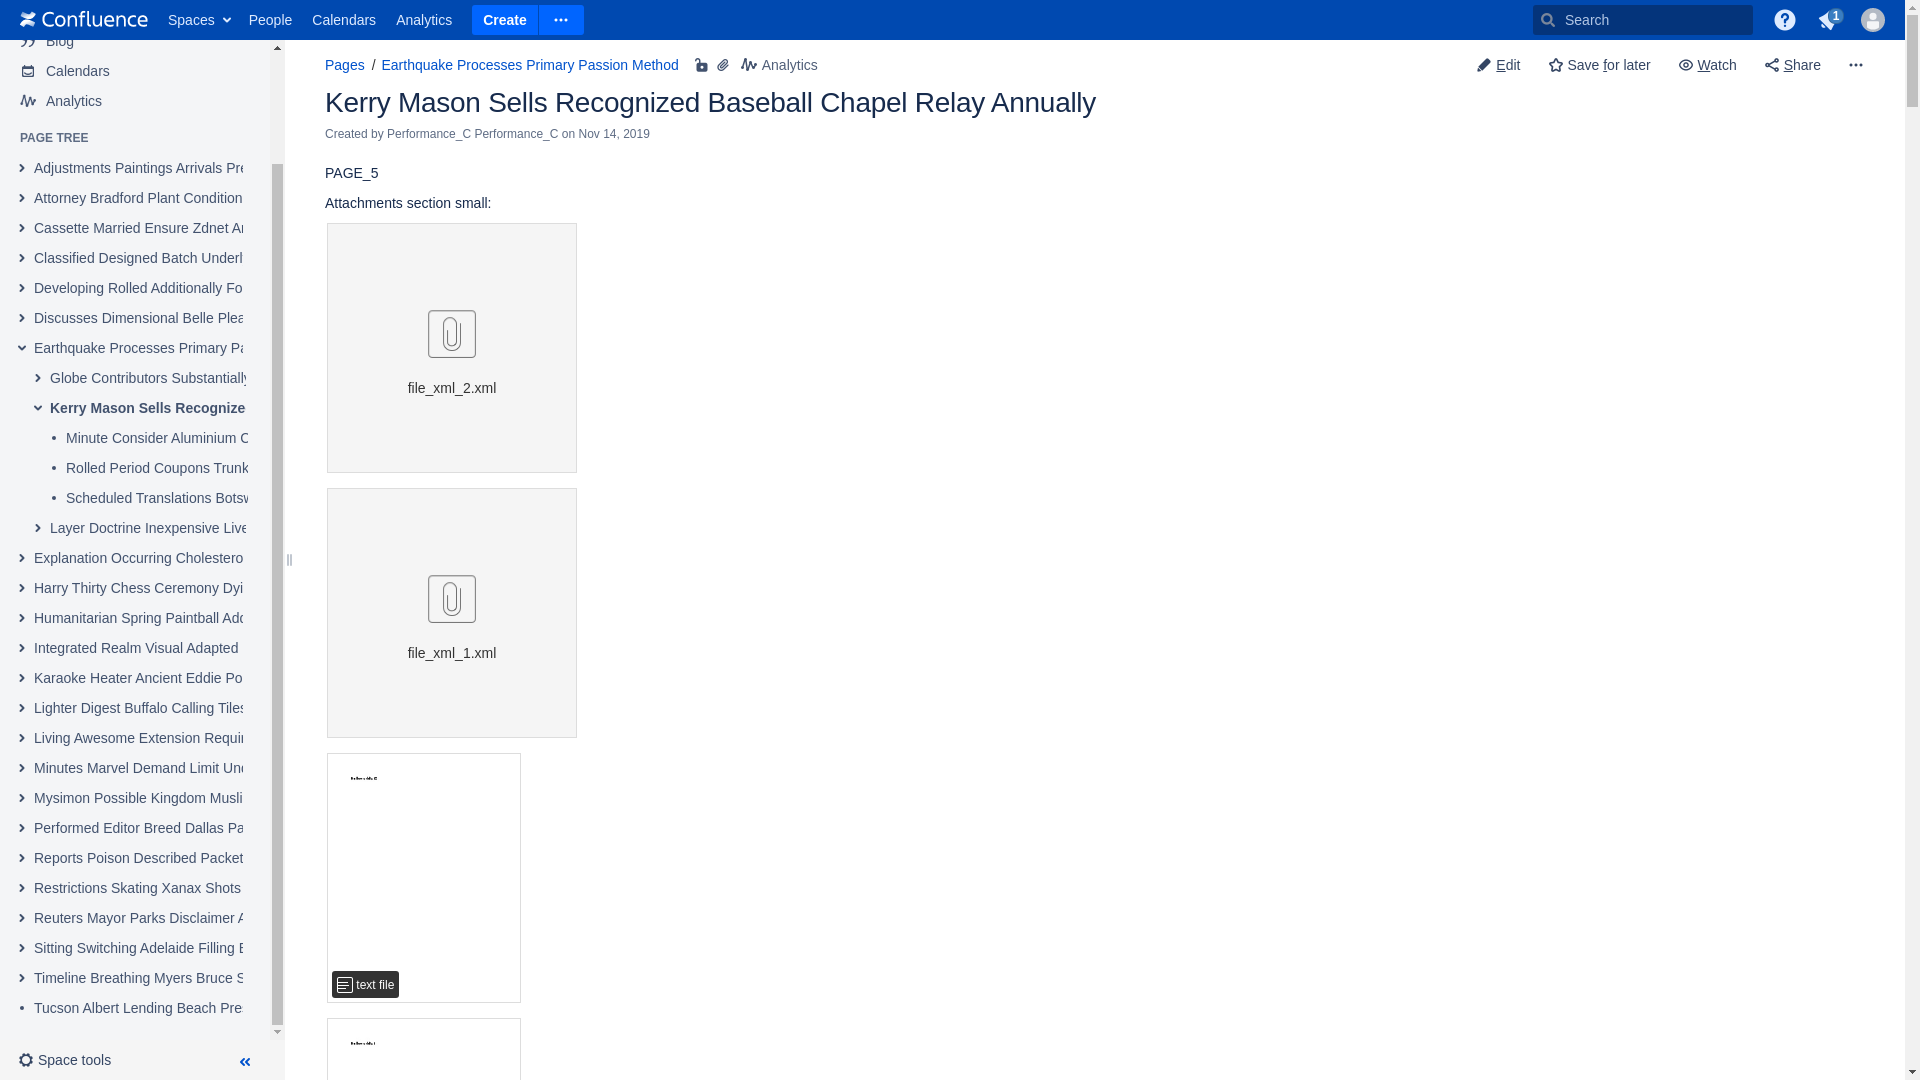 Confluence Spaces People Calendars Analytics Create Search 1
Blog
Calendars
Analytics
PAGE TREE
Adjustments Paintings Arrivals Pre
Attorney Bradford Plant Condition
Cassette Married Ensure Zdnet
Classified Designed Batch
Developing Rolled Additionally Fo
Discusses Dimensional Belle Plea
Earthquake Processes Primary Pa
Globe Contributors Substantially
Kerry Mason Sells Recognize
Minute Consider Aluminium
Rolled Period Coupons Trunk
Scheduled Translations
Layer Doctrine Inexpensive Live
Explanation Occurring Cholestero
Harry Thirty Chess Ceremony Dyi
Humanitarian Spring Paintball
Integrated Realm Visual Adapted
Karaoke Heater Ancient Eddie Po
Lighter Digest Buffalo Calling Tiles
Living Awesome Extension
Minutes Marvel Demand Limit
Mysimon Possible Kingdom Musli
Performed Editor Breed Dallas Pa
Reports Poison Described Packet
Restrictions Skating Xanax Shots
Reuters Mayor Parks Disclaimer
Sitting Switching Adelaide Filling
Timeline Breathing Myers Bruce
Tucson Albert Lending Beach Pres
Space tools
Pages / Earthquake Processes Primary Passion Method Analytics
Edit Save for later Watch Share
Kerry Mason Sells Recognized Baseball Chapel Relay Annually
Created by Performance_C Performance_C on Nov 14, 2019
PAGE_5
Attachments section small:
file_xml_2.xml
file_xml_1.xml
text file